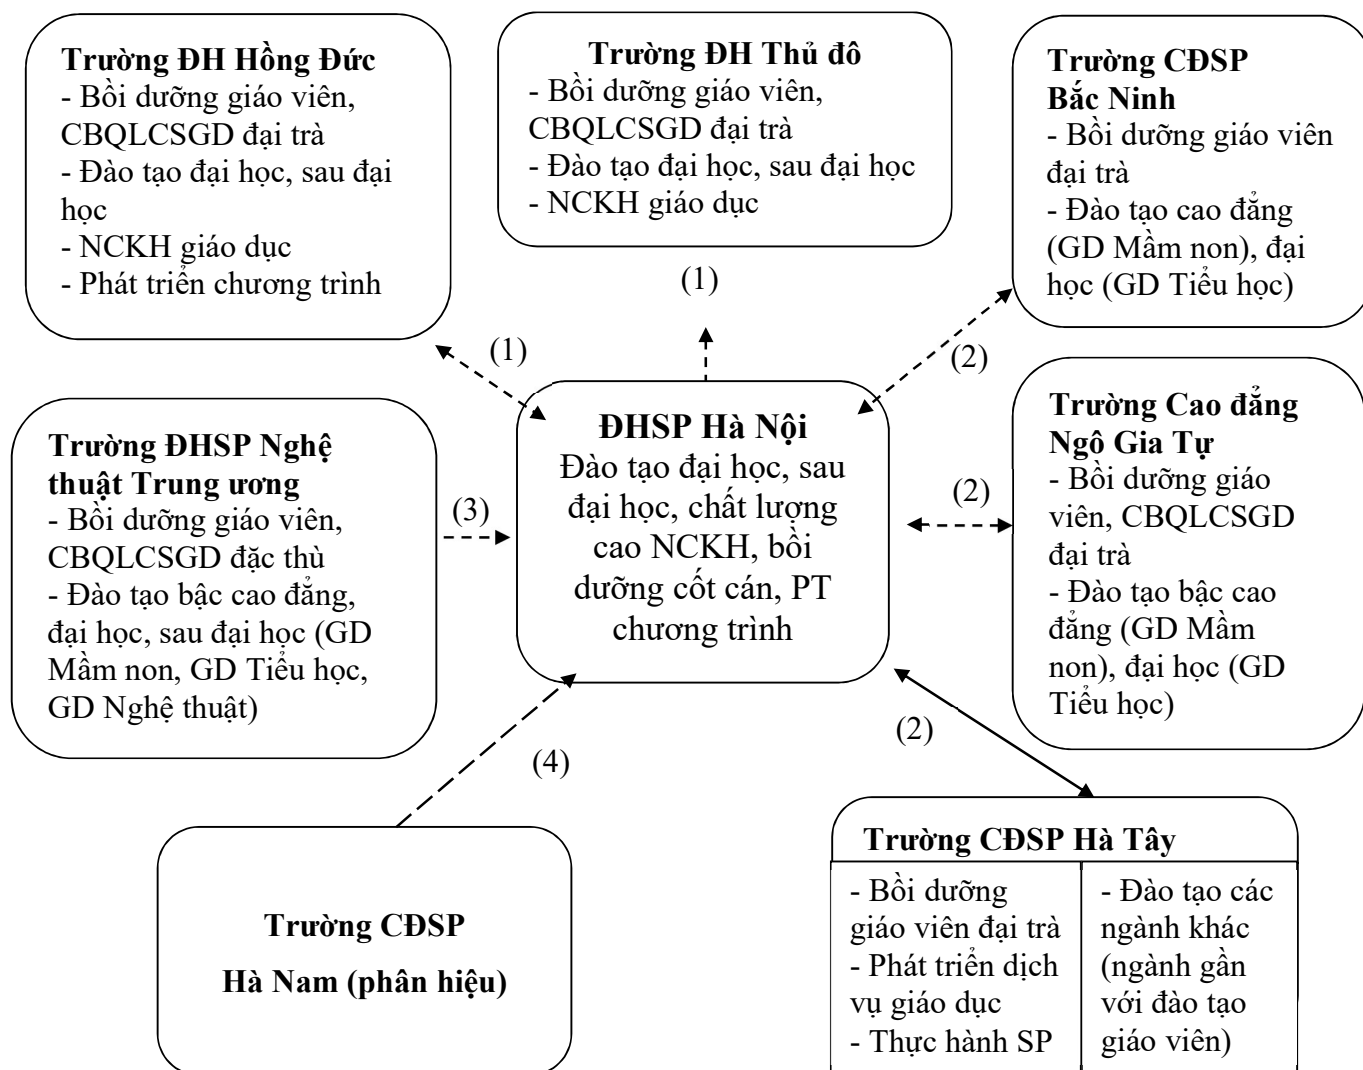 Trường ĐH Hồng Đức
- Bồi dưỡng giáo viên,
CBQLCSGD đại trà
- Đào tạo đại học, sau đại
học
- NCKH giáo dục
- Phát triển chương trình
Trường ĐH Thủ đô
- Bồi dưỡng giáo viên,
CBQLCSGD đại trà
- Đào tạo đại học, sau đại học
- NCKH giáo dục
Trường CĐSP
Bắc Ninh
- Bồi dưỡng giáo viên
đại trà
- Đào tạo cao đẳng
(GD Mầm non), đại
học (GD Tiểu học)
(1)
(1)
(2)
Trường ĐHSP Nghệ
thuật Trung ương
- Bồi dưỡng giáo viên,
CBQLCSGD đặc thù
- Đào tạo bậc cao đẳng,
đại học, sau đại học (GD
Mầm non, GD Tiểu học,
GD Nghệ thuật)
(3)
ĐHSP Hà Nội
Đào tạo đại học, sau
đại học, chất lượng
cao NCKH, bồi
dưỡng cốt cán, PT
chương trình
(2)
Trường Cao đẳng
Ngô Gia Tự
- Bồi dưỡng giáo
viên, CBQLCSGD
đại trà
- Đào tạo bậc cao
đẳng (GD Mầm
non), đại học (GD
Tiểu học)
(4)
(2)
Trường CĐSP
Hà Nam (phân hiệu)
Trường CĐSP Hà Tây
- Bồi dưỡng
giáo viên đại trà
- Phát triển dịch
vụ giáo dục
- Thực hành SP
- Đào tạo các
ngành khác
(ngành gần
với đào tạo
giáo viên)